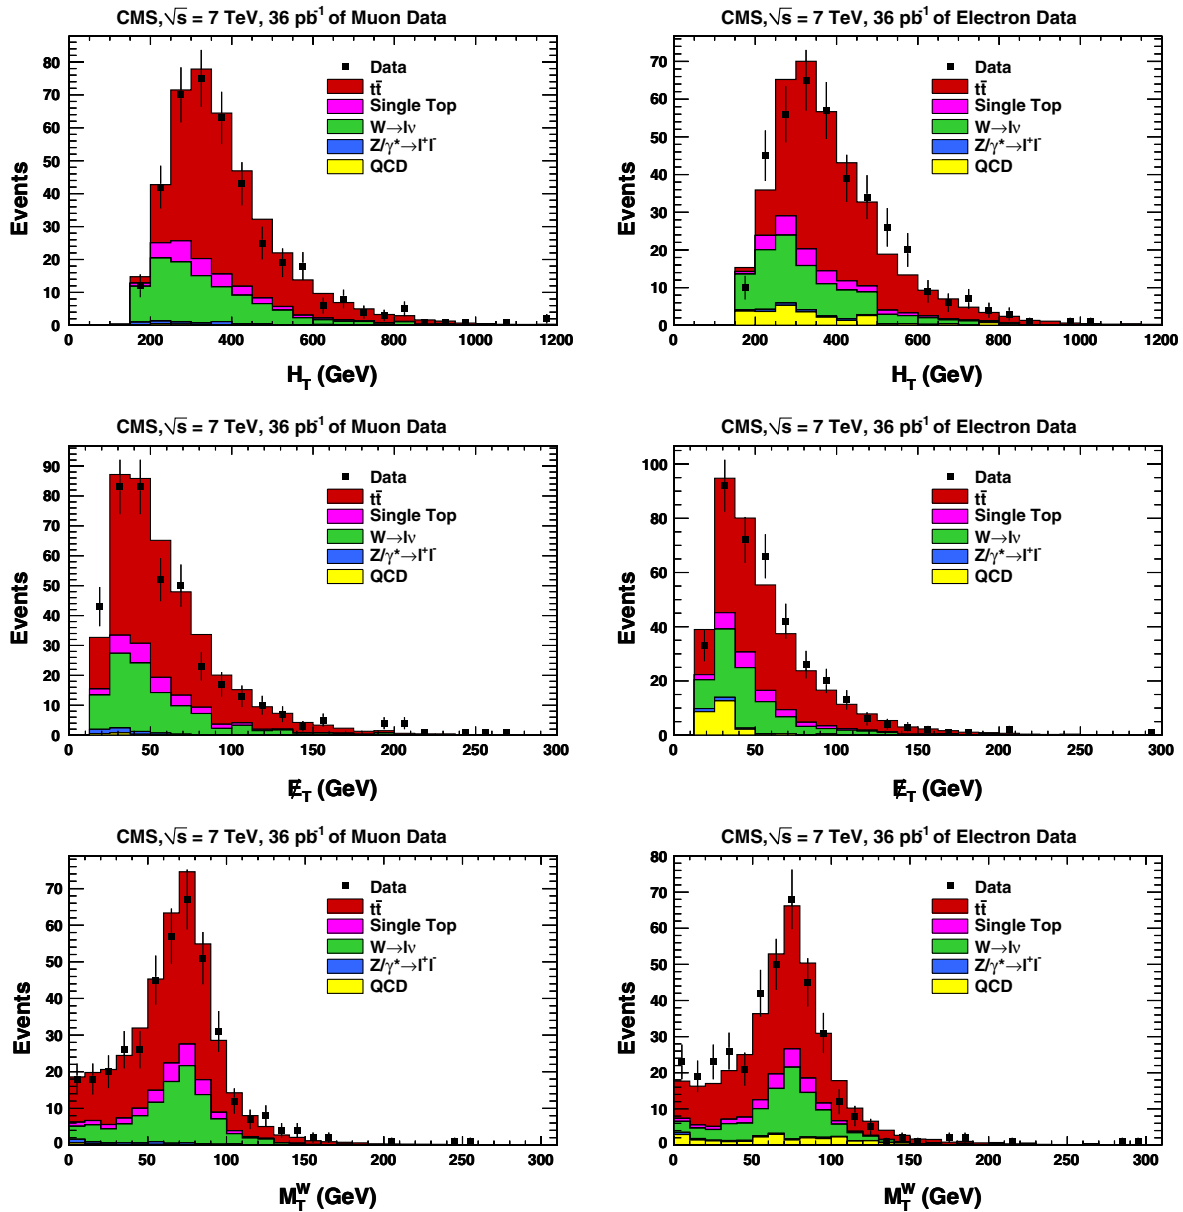 CMS, √s = 7 TeV, 36 pb⁻¹ of Muon Data
Events
80
70
60
50
40
30
20
10
0
Data
tt̄
Single Top
W→lν
Z/γ*→l⁺l⁻
QCD
200 400 600 800 1000 1200
H_T (GeV)
CMS, √s = 7 TeV, 36 pb⁻¹ of Electron Data
Events
70
60
50
40
30
20
10
0
Data
tt̄
Single Top
W→lν
Z/γ*→l⁺l⁻
QCD
0 200 400 600 800 1000 1200
H_T (GeV)
CMS, √s = 7 TeV, 36 pb⁻¹ of Muon Data
Events
90
80
70
60
50
40
30
20
10
0
Data
tt̄
Single Top
W→lν
Z/γ*→l⁺l⁻
QCD
0 50 100 150 200 250 300
E̸_T (GeV)
CMS, √s = 7 TeV, 36 pb⁻¹ of Electron Data
Events
100
80
60
40
20
0
Data
tt̄
Single Top
W→lν
Z/γ*→l⁺l⁻
QCD
0 50 100 150 200 250 300
E̸_T (GeV)
CMS, √s = 7 TeV, 36 pb⁻¹ of Muon Data
Events
70
60
50
40
30
20
10
0
Data
tt̄
Single Top
W→lν
Z/γ*→l⁺l⁻
QCD
0 50 100 150 200 250 300
M_T^W (GeV)
CMS, √s = 7 TeV, 36 pb⁻¹ of Electron Data
Events
80
70
60
50
40
30
20
10
0
Data
tt̄
Single Top
W→lν
Z/γ*→l⁺l⁻
QCD
0 50 100 150 200 250 300
M_T^W (GeV)